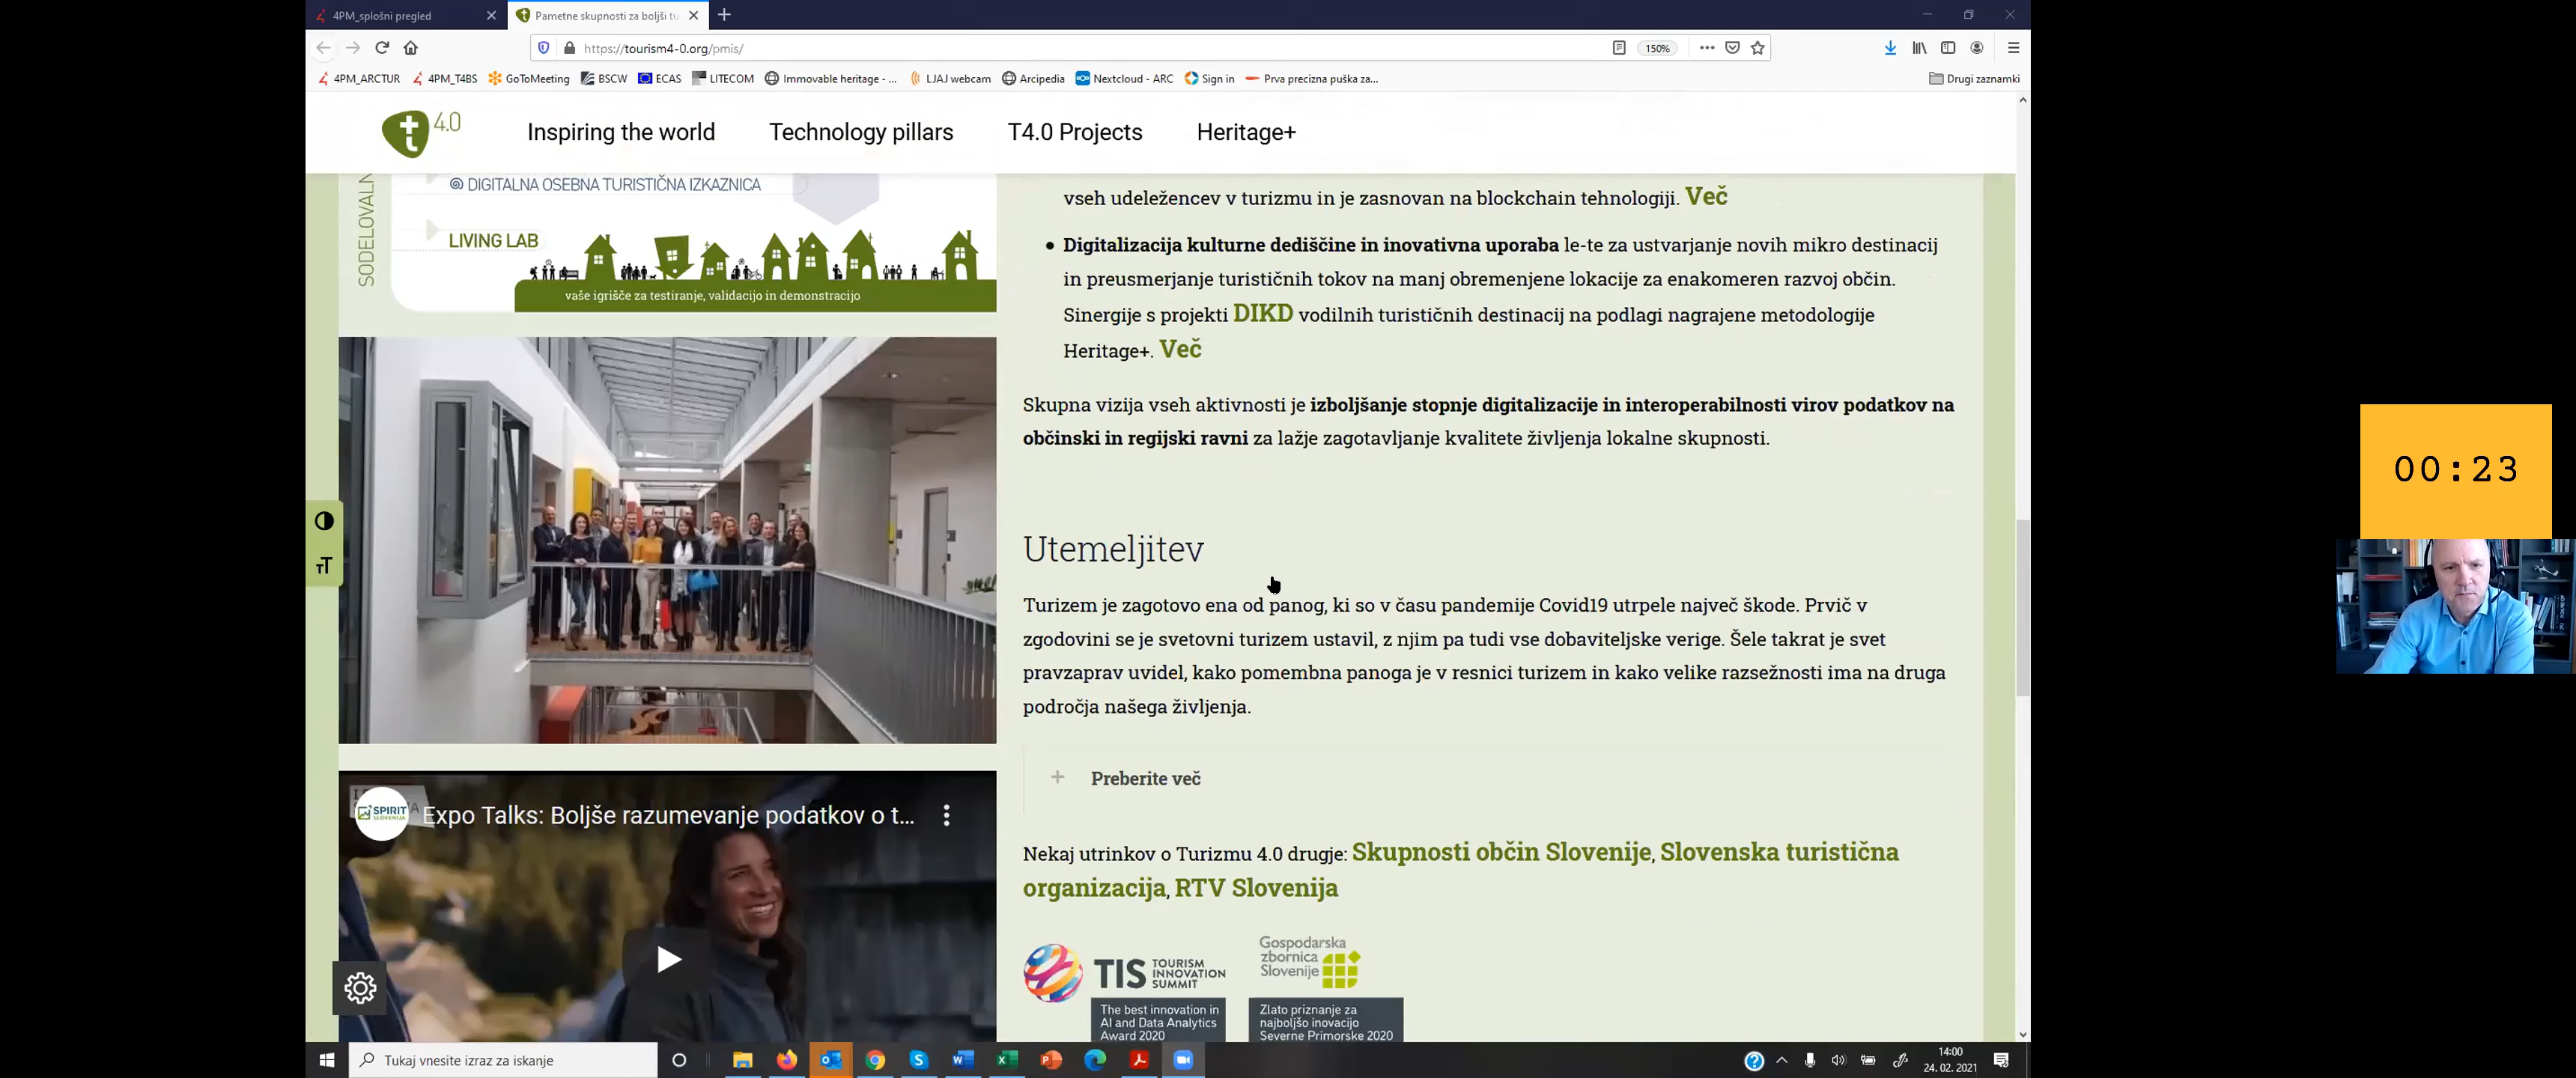 4PM_splošni pregled
Pametne skupnosti za boljši tu
https://tourism4-0.org/pmis/
150%
4PM_ARCTUR
4PM_T4BS
GoToMeeting
BSCW
ECAS
LITECOM
Immovable heritage - ...
LJAJ webcam
Arcipedia
Nextcloud - ARC
Sign in
Prva precizna puška za...
Drugi zaznamki
t 4.0
Inspiring the world
Technology pillars
T4.0 Projects
Heritage+
SODELOVALN
DIGITALNA OSEBNA TURISTIČNA IZKAZNICA
LIVING LAB
vaše igrišče za testiranje, validacijo in demonstracijo
vseh udeležencev v turizmu in je zasnovan na blockchain tehnologiji. Več
Digitalizacija kulturne dediščine in inovativna uporaba le-te za ustvarjanje novih mikro destinacij
in preusmerjanje turističnih tokov na manj obremenjene lokacije za enakomeren razvoj občin.
Sinergije s projekti DIKD vodilnih turističnih destinacij na podlagi nagrajene metodologije
Heritage+. Več
Skupna vizija vseh aktivnosti je izboljšanje stopnje digitalizacije in interoperabilnosti virov podatkov na
občinski in regijski ravni za lažje zagotavljanje kvalitete življenja lokalne skupnosti.
Utemeljitev
Turizem je zagotovo ena od panog, ki so v času pandemije Covid19 utrpele največ škode. Prvič v
zgodovini se je svetovni turizem ustavil, z njim pa tudi vse dobaviteljske verige. Šele takrat je svet
pravzaprav uvidel, kako pomembna panoga je v resnici turizem in kako velike razsežnosti ima na druga
področja našega življenja.
+ Preberite več
Nekaj utrinkov o Turizmu 4.0 drugje: Skupnosti občin Slovenije, Slovenska turistična
organizacija, RTV Slovenija
SPIRIT
SLOVENIJA
Expo Talks: Boljše razumevanje podatkov o t...
TIS TOURISM
INNOVATION
SUMMIT
The best innovation in
AI and Data Analytics
Award 2020
Gospodarska
zbornica
Slovenije
Zlato priznanje za
najboljšo inovacijo
Severne Primorske 2020
00:23
Tukaj vnesite izraz za iskanje
14:00
24. 02. 2021